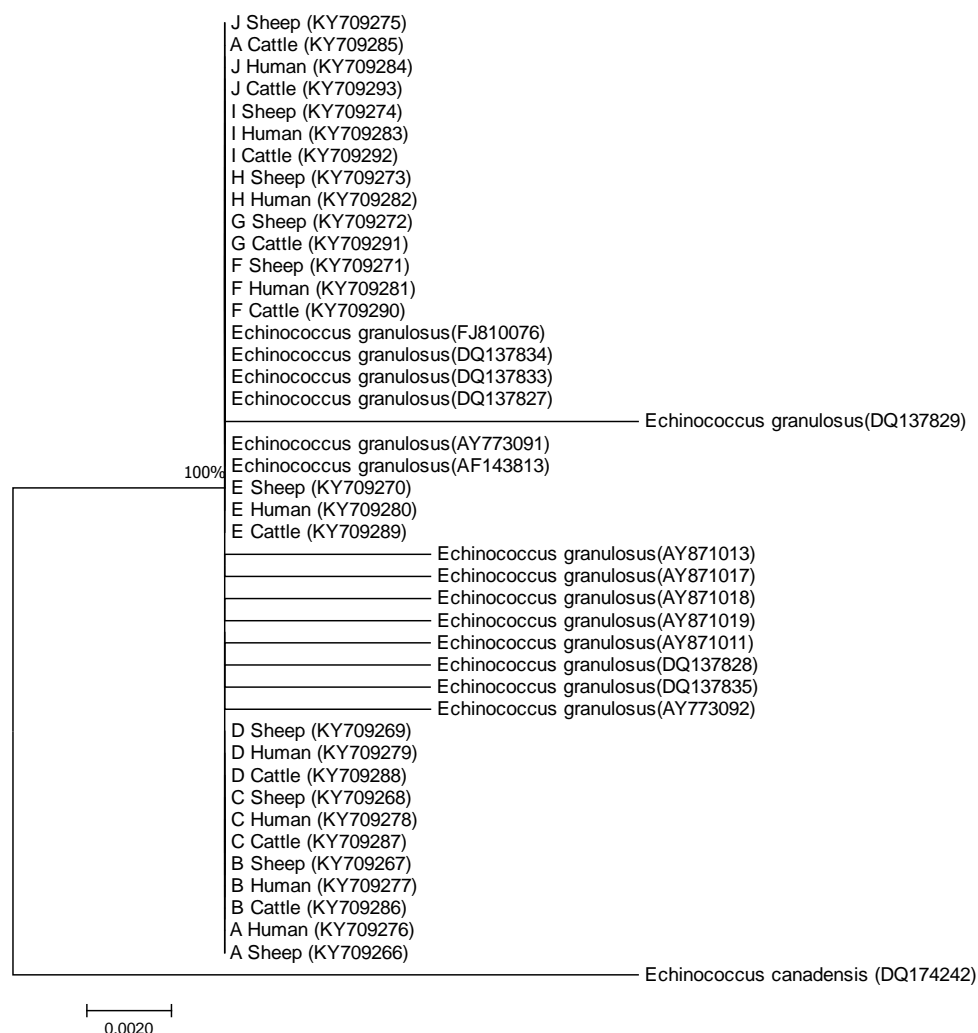 J Sheep (KY709275)
A Cattle (KY709285)
J Human (KY709284)
J Cattle (KY709293)
I Sheep (KY709274)
I Human (KY709283)
I Cattle (KY709292)
H Sheep (KY709273)
H Human (KY709282)
G Sheep (KY709272)
G Cattle (KY709291)
F Sheep (KY709271)
F Human (KY709281)
F Cattle (KY709290)
Echinococcus granulosus(FJ810076)
Echinococcus granulosus(DQ137834)
Echinococcus granulosus(DQ137833)
Echinococcus granulosus(DQ137827)
Echinococcus granulosus(DQ137829)
Echinococcus granulosus(AY773091)
Echinococcus granulosus(AF143813)
100%
E Sheep (KY709270)
E Human (KY709280)
E Cattle (KY709289)
Echinococcus granulosus(AY871013)
Echinococcus granulosus(AY871017)
Echinococcus granulosus(AY871018)
Echinococcus granulosus(AY871019)
Echinococcus granulosus(AY871011)
Echinococcus granulosus(DQ137828)
Echinococcus granulosus(DQ137835)
Echinococcus granulosus(AY773092)
D Sheep (KY709269)
D Human (KY709279)
D Cattle (KY709288)
C Sheep (KY709268)
C Human (KY709278)
C Cattle (KY709287)
B Sheep (KY709267)
B Human (KY709277)
B Cattle (KY709286)
A Human (KY709276)
A Sheep (KY709266)
Echinococcus canadensis (DQ174242)
0.0020